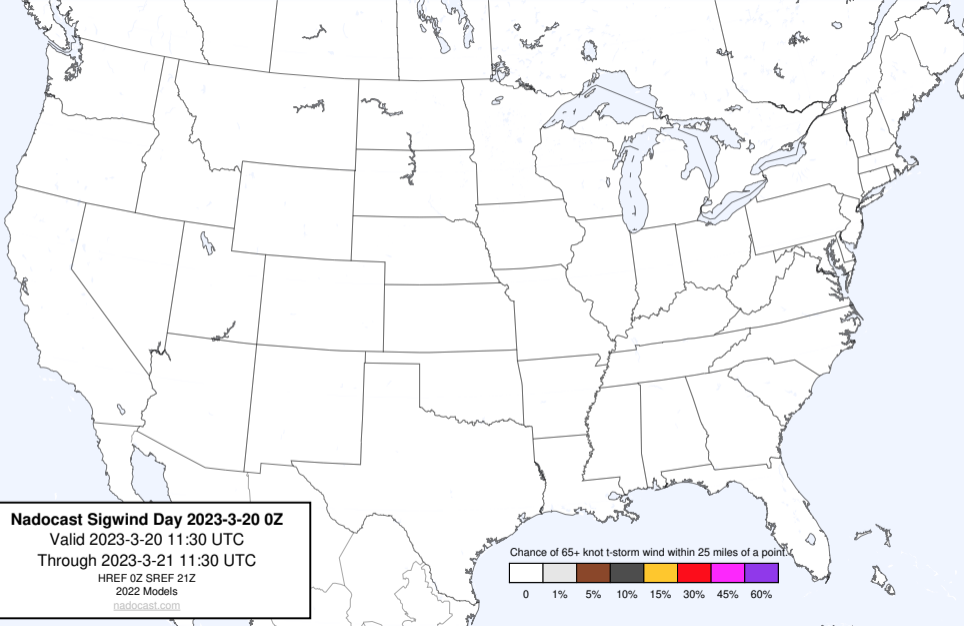 Nadocast Sigwind Day 2023-3-20 0Z
Valid 2023-3-20 11:30 UTC
Through 2023-3-21 11:30 UTC
HREF 0Z SREF 21Z
2022 Models
nadocast.com
Chance of 65+ knot t-storm wind within 25 miles of a point.
0 1% 5% 10% 15% 30% 45% 60%